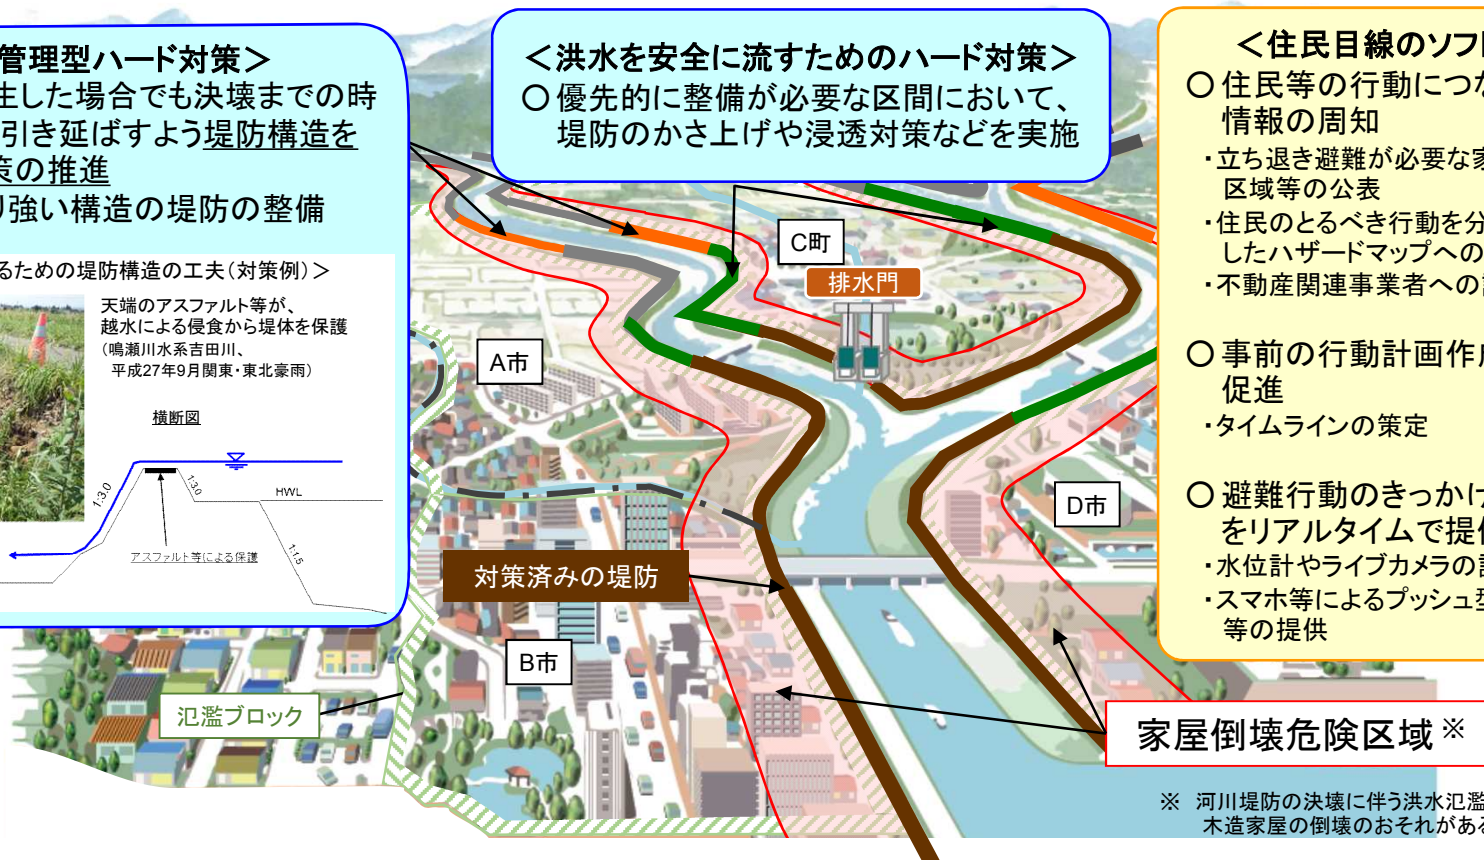 管理型ハード対策＞
生した場合でも決壊までの時
引き延ばすよう堤防構造を
策の推進
り強い構造の堤防の整備
るための堤防構造の工夫（対策例）＞
天端のアスファルト等が、
越水による侵食から堤体を保護
（鳴瀬川水系吉田川、
平成27年9月関東・東北豪雨）
横断図
1:3.0
1:3.0
HWL
1:1.5
アスファルト等による保護
＜洪水を安全に流すためのハード対策＞
○優先的に整備が必要な区間において、
堤防のかさ上げや浸透対策などを実施
＜住民目線のソフ
○住民等の行動につな
情報の周知
・立ち退き避難が必要な家
区域等の公表
・住民のとるべき行動を分
したハザードマップへの
・不動産関連事業者への
○事前の行動計画作
促進
・タイムラインの策定
○避難行動のきっかけ
をリアルタイムで提
・水位計やライブカメラの
・スマホ等によるプッシュ型
等の提供
C町
排水門
A市
D市
対策済みの堤防
B市
氾濫ブロック
家屋倒壊危険区域※
※ 河川堤防の決壊に伴う洪水氾濫
木造家屋の倒壊のおそれがある